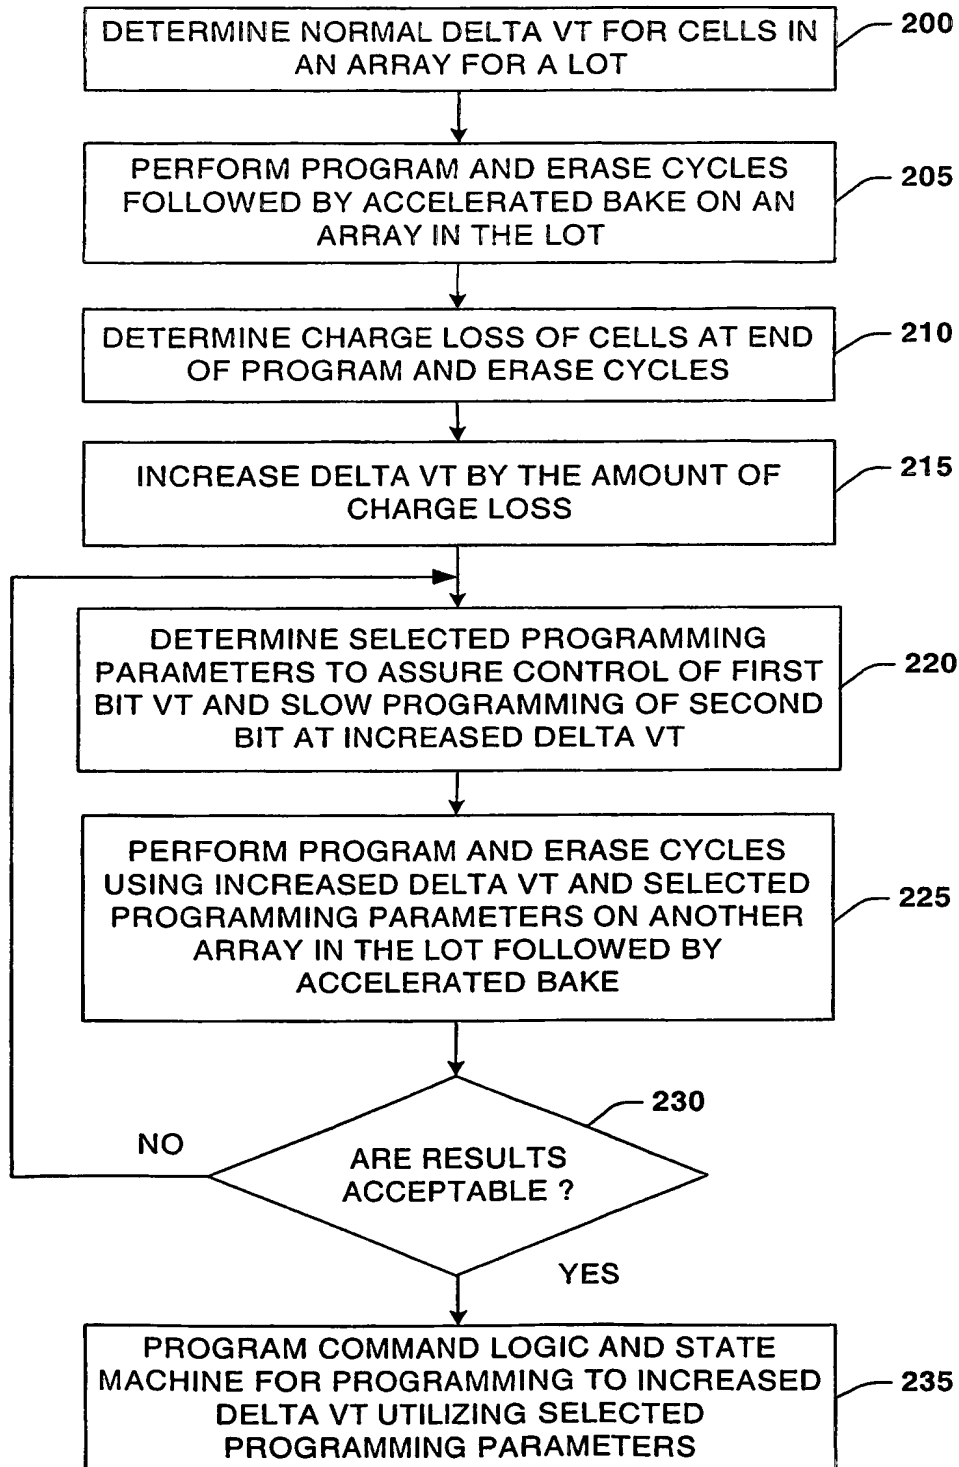 DETERMINE NORMAL DELTA VT FOR CELLS IN
AN ARRAY FOR A LOT
200
PERFORM PROGRAM AND ERASE CYCLES
FOLLOWED BY ACCELERATED BAKE ON AN
ARRAY IN THE LOT
205
DETERMINE CHARGE LOSS OF CELLS AT END
OF PROGRAM AND ERASE CYCLES
210
INCREASE DELTA VT BY THE AMOUNT OF
CHARGE LOSS
215
DETERMINE SELECTED PROGRAMMING
PARAMETERS TO ASSURE CONTROL OF FIRST
BIT VT AND SLOW PROGRAMMING OF SECOND
BIT AT INCREASED DELTA VT
220
PERFORM PROGRAM AND ERASE CYCLES
USING INCREASED DELTA VT AND SELECTED
PROGRAMMING PARAMETERS ON ANOTHER
ARRAY IN THE LOT FOLLOWED BY
ACCELERATED BAKE
225
230
NO
ARE RESULTS
ACCEPTABLE ?
YES
PROGRAM COMMAND LOGIC AND STATE
MACHINE FOR PROGRAMMING TO INCREASED
DELTA VT UTILIZING SELECTED
PROGRAMMING PARAMETERS
235